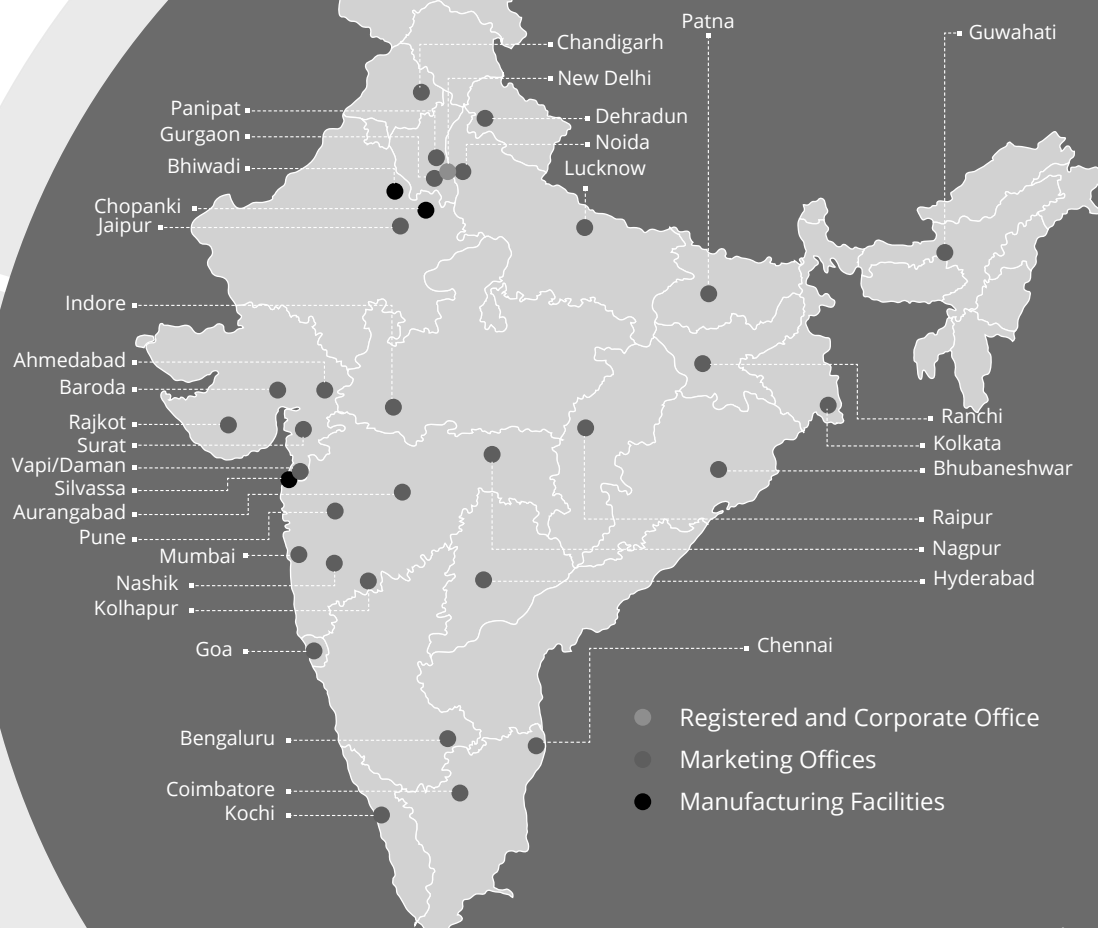 Patna
Guwahati
Chandigarh
New Delhi
Panipat
Dehradun
Gurgaon
Noida
Bhiwadi
Lucknow
Chopanki
Jaipur
Indore
Ahmedabad
Baroda
Rajkot
Surat
Vapi/Daman
Silvassa
Aurangabad
Pune
Mumbai
Nashik
Kolhapur
Goa
Bengaluru
Coimbatore
Kochi
Ranchi
Kolkata
Bhubaneshwar
Raipur
Nagpur
Hyderabad
Chennai
Registered and Corporate Office
Marketing Offices
Manufacturing Facilities